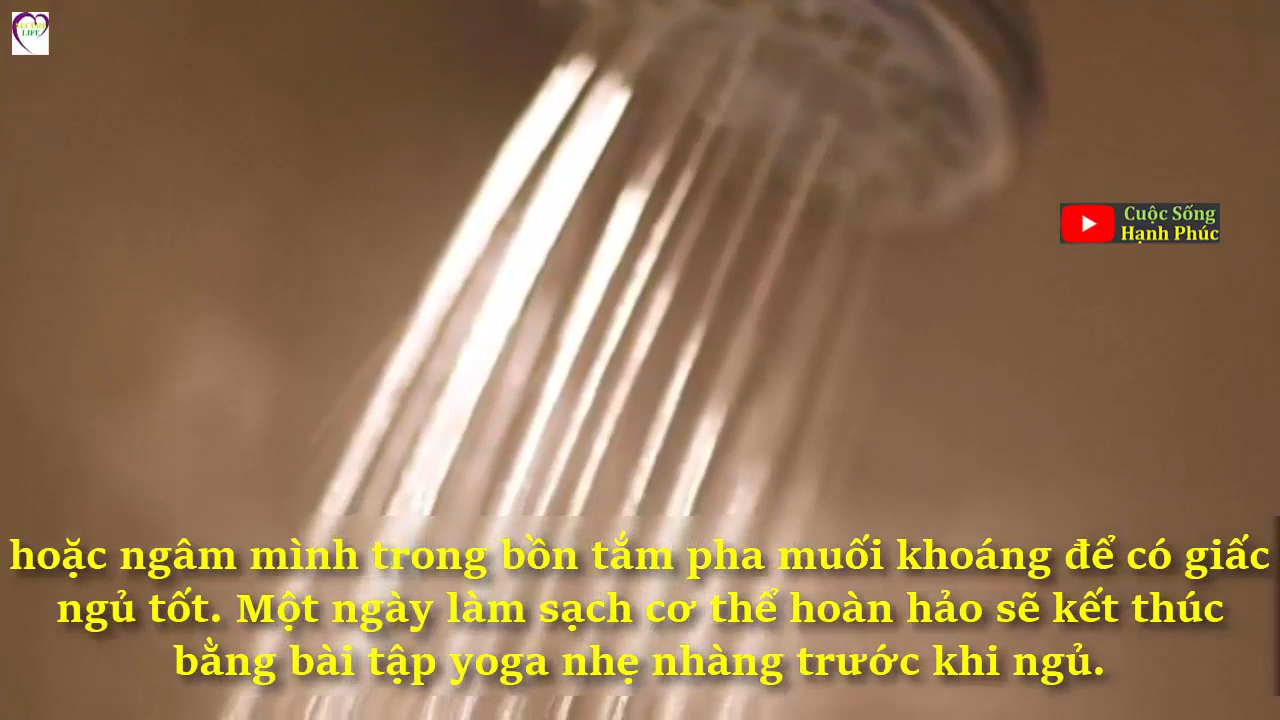 LIFE
Cuộc Sống
Hạnh Phúc
hoặc ngâm mình trong bồn tắm pha muối khoáng để có giấc
ngủ tốt. Một ngày làm sạch cơ thể hoàn hảo sẽ kết thúc
bằng bài tập yoga nhẹ nhàng trước khi ngủ.